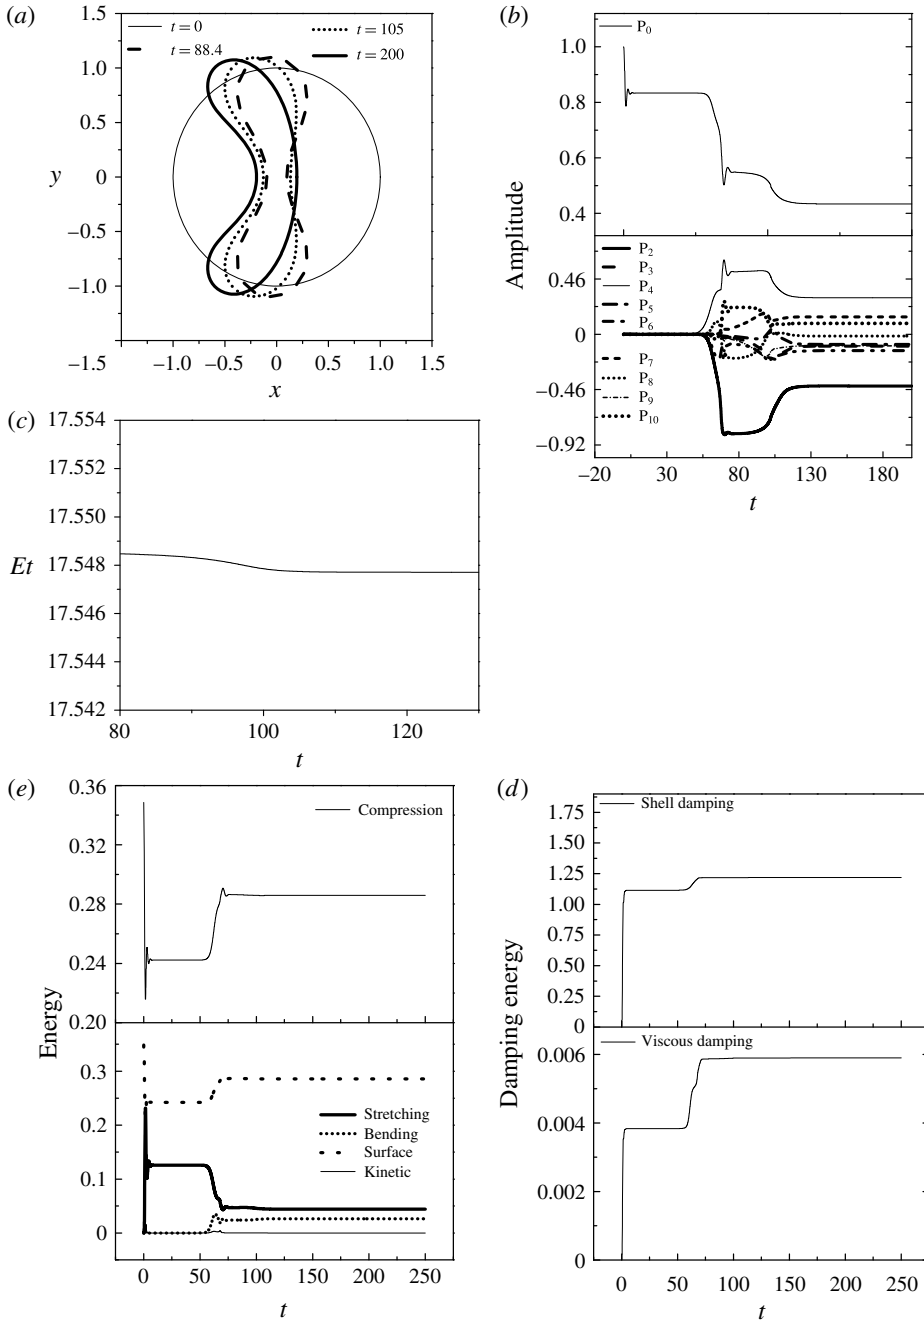 (a)
1.5
1.0
0.5
0
−0.5
−1.0
y
t = 0
t = 88.4
t = 105
t = 200
−1.5
−1.0
−0.5
0
0.5
1.0
1.5
x
(b)
P0
1.0
0.8
0.6
0.4
Amplitude
P2
P3
P4
P5
P6
P7
P8
P9
P10
0.46
0
−0.46
−0.92
−20
30
80
130
180
t
(c)
17.554
17.552
17.550
17.548
17.546
17.544
17.542
Et
80
100
120
t
(e)
0.36
0.32
0.28
0.24
0.20
Compression
Energy
0.3
0.2
0.1
0
Stretching
Bending
Surface
Kinetic
0
50
100
150
200
250
t
(d)
Shell damping
1.75
1.50
1.25
1.00
0.75
0.50
0.25
0
Damping energy
Viscous damping
0.006
0.004
0.002
0
0
50
100
150
200
250
t